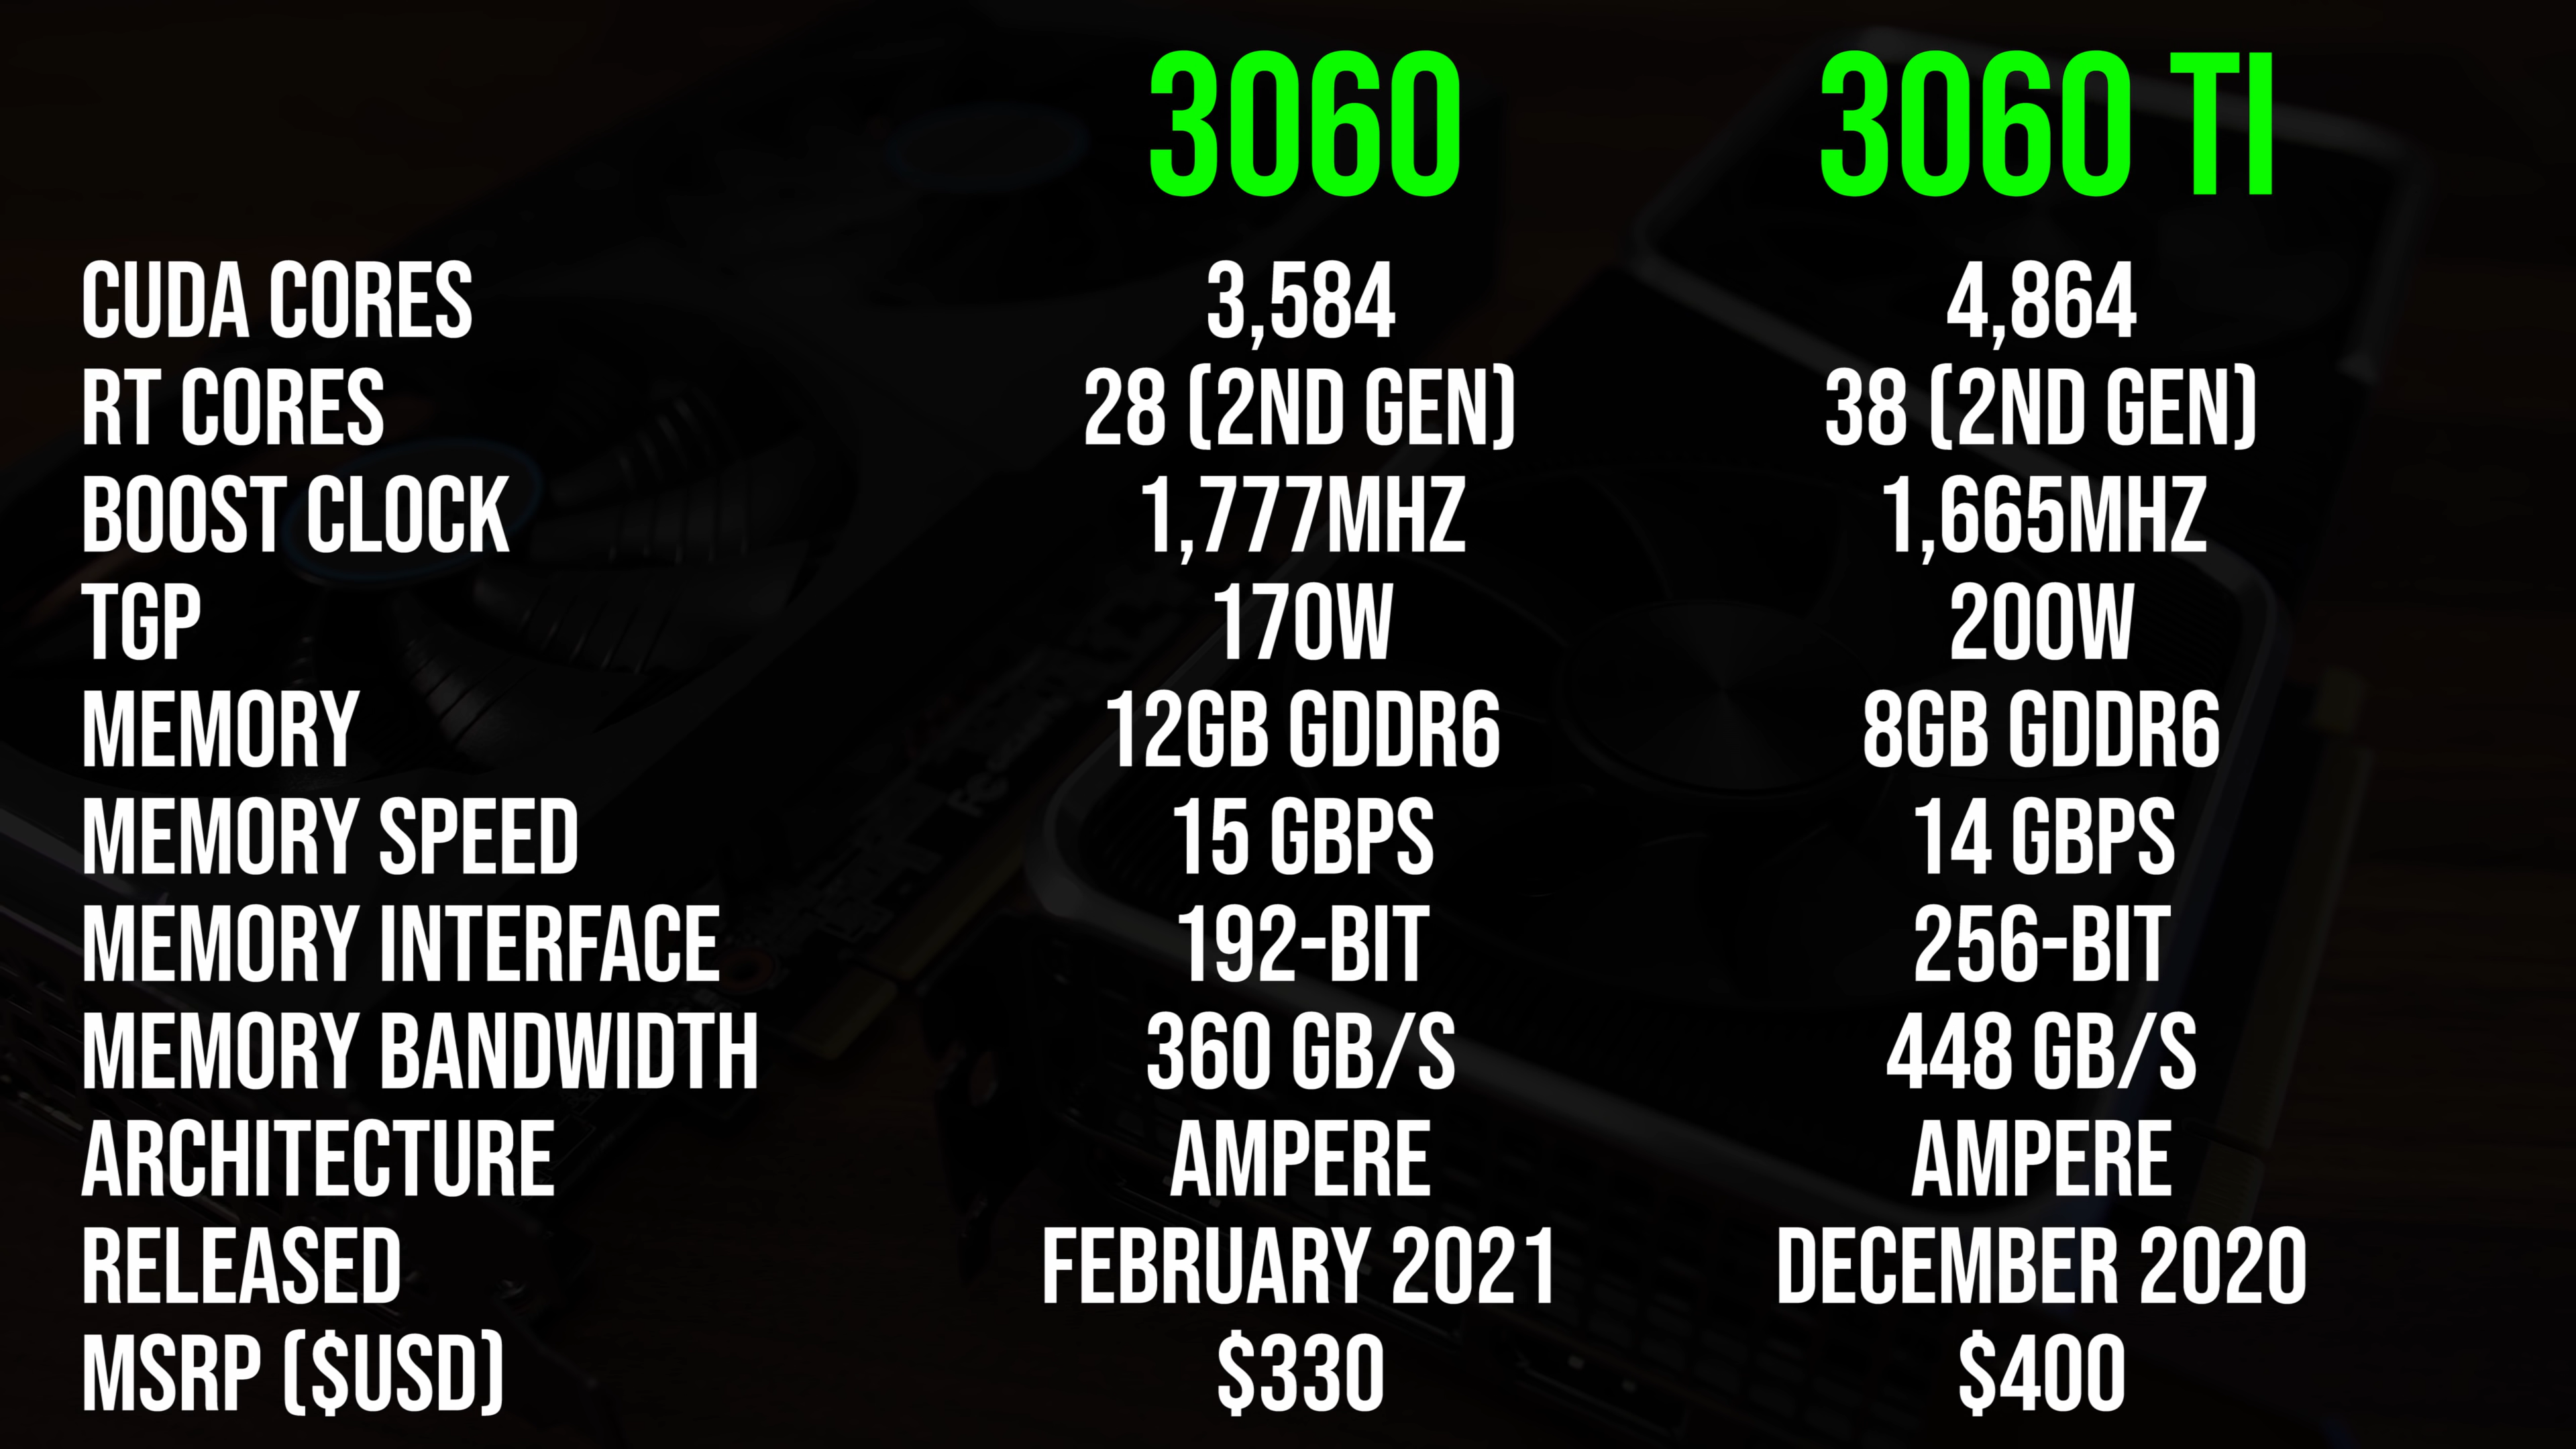 3060 3060 TI
CUDA CORES 3,584 4,864
RT CORES 28 (2ND GEN) 38 (2ND GEN)
BOOST CLOCK 1,777MHZ 1,665MHZ
TGP 170W 200W
MEMORY 12GB GDDR6 8GB GDDR6
MEMORY SPEED 15 GBPS 14 GBPS
MEMORY INTERFACE 192-BIT 256-BIT
MEMORY BANDWIDTH 360 GB/S 448 GB/S
ARCHITECTURE AMPERE AMPERE
RELEASED FEBRUARY 2021 DECEMBER 2020
MSRP ($USD) $330 $400